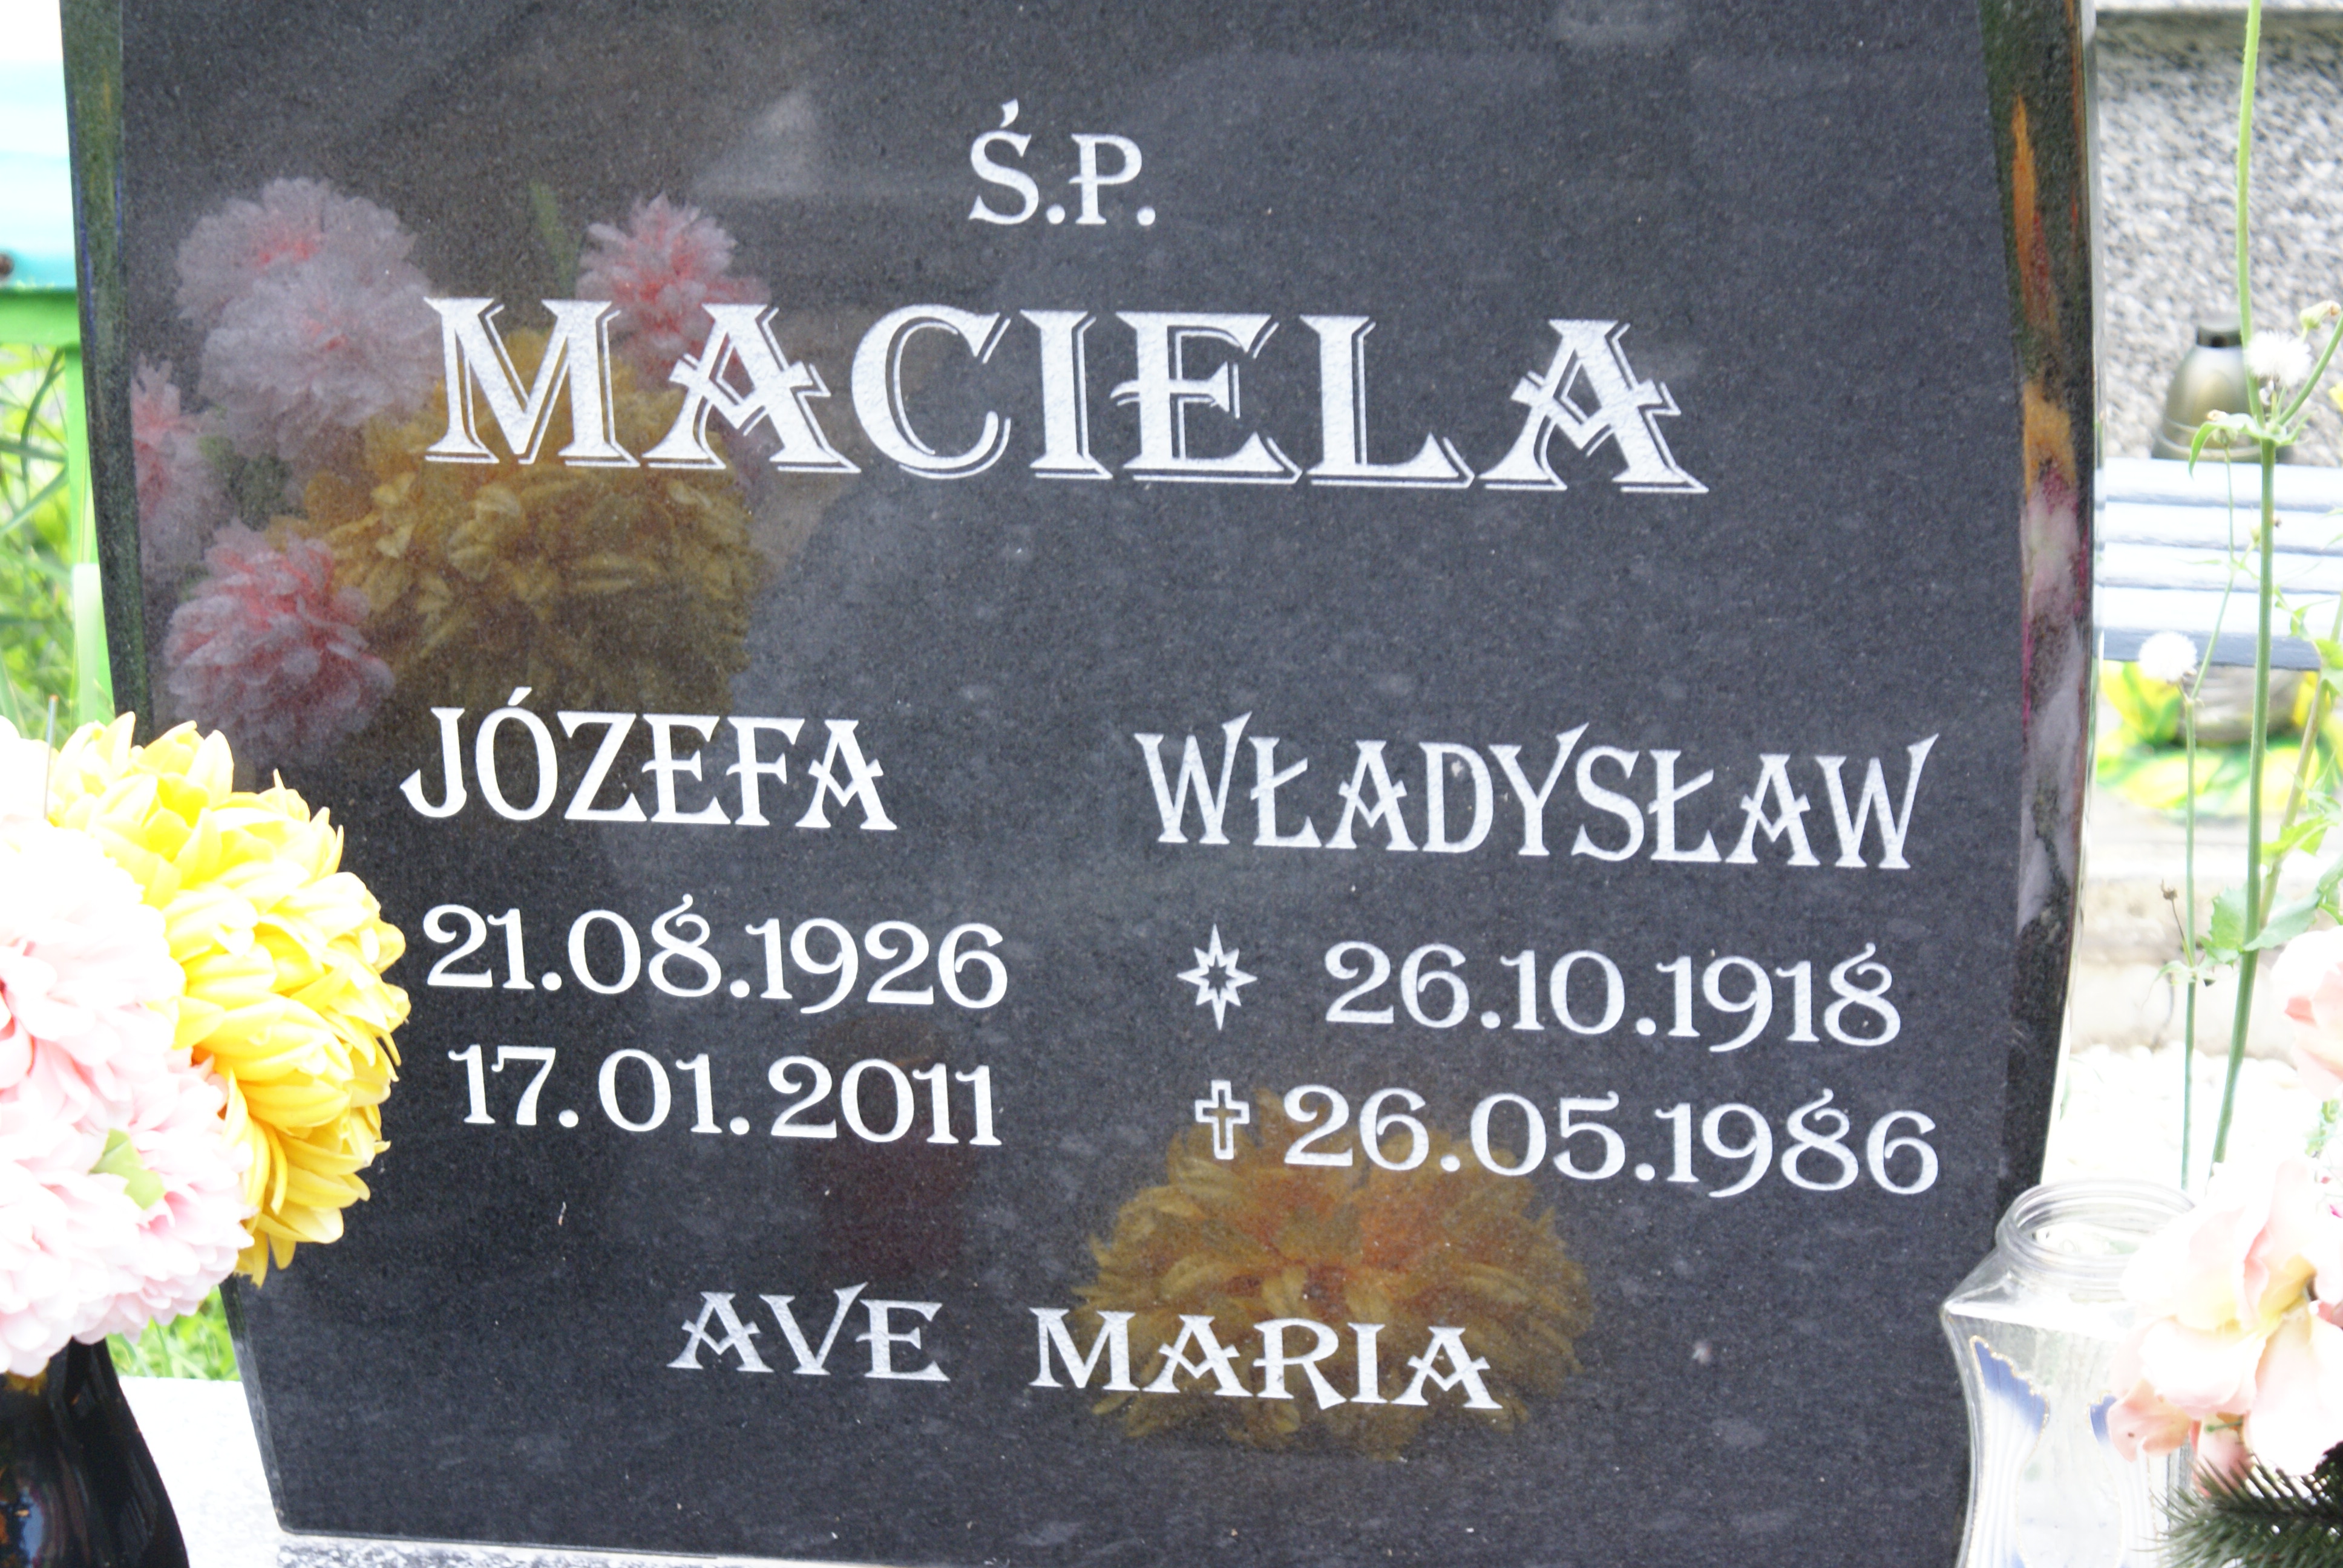 Ś.P.
MACIELA
JÓZEFA WŁADYSŁAW
21.08.1926 26.10.1918
17.01.2011 26.05.1986
AVE MARIA